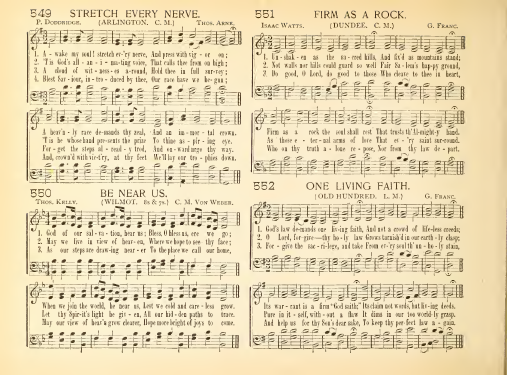 549 STRETCH EVERY NERVE.
P. DODDRIDGE. (ARLINGTON. C. M.) THOS. ARNE.
1. A - wake my soul! stretch ev'ry nerve, And press with vig - or on;
2. 'Tis God's all - an - i - mating voice, That calls thee from on high;
3. A cloud of wit - ness - es a-round, Hold thee in full sur-vey;
4. Blest Sav - iour, in - tro - duced by thee, Our race have we be - gun;
A heav'n - ly race de-mands thy zeal, And an im - mor - tal crown.
'Tis he whose hand pre-sents the prize To thine as - pir - ing eye.
For - get the steps al - read - y trod, And on-ward urge thy way.
And, crown'd with vic-t'ry, at thy feet We'll lay our tro - phies down.
550 BE NEAR US.
THOS. KELLY. (WILMOT. 8s & 7s.) C. M. VON WEBER.
1. God of our sal - va - tion, hear us; Bless, O bless us, ere we go;
2. May we live in view of heav-en, Where we hope to see thy face;
3. As our steps are draw-ing near - er To the place we call our home,
When we join the world, be near us, Lest we cold and care - less grow.
Let thy Spir-it's light be giv - en, All our hid-den paths to trace.
May our view of heav'n grow clearer, Hope more bright of joys to come.
551 FIRM AS A ROCK.
ISAAC WATTS. (DUNDEE. C. M.) G. FRANC.
1. Un - shak - en as the sa-cred hills, And fix'd as mountains stand;
2. Not walls nor hills could guard so well Fair Sa - lem's hap-py ground,
3. Do good, O Lord, do good to those Who cleave to thee in heart,
Firm as a rock the soul shall rest That trusts th' Al-might-y hand.
As those e - ter - nal arms of love That ev - 'ry saint sur-round.
Who on thy truth a - lone re - pose, Nor from thy law de - part.
552 ONE LIVING FAITH.
(OLD HUNDRED. L. M.) G. FRANC.
1. God's law de-mands one liv-ing faith, And not a crowd of life-less creeds;
2. O Lord, for-give—thy ho - ly law Grows tarnish'd in our earth-ly clasp;
3. For - give the sac - ri-lege, and take From ev-'ry soul th' un - ho - ly stain,
Its war - rant is a firm "God saith;" Its claim not words, but liv-ing deeds.
Pure in it - self, with-out a flaw It dims in our too world-ly grasp.
And help us for thy Son's dear sake, To keep thy per-fect law a - gain.